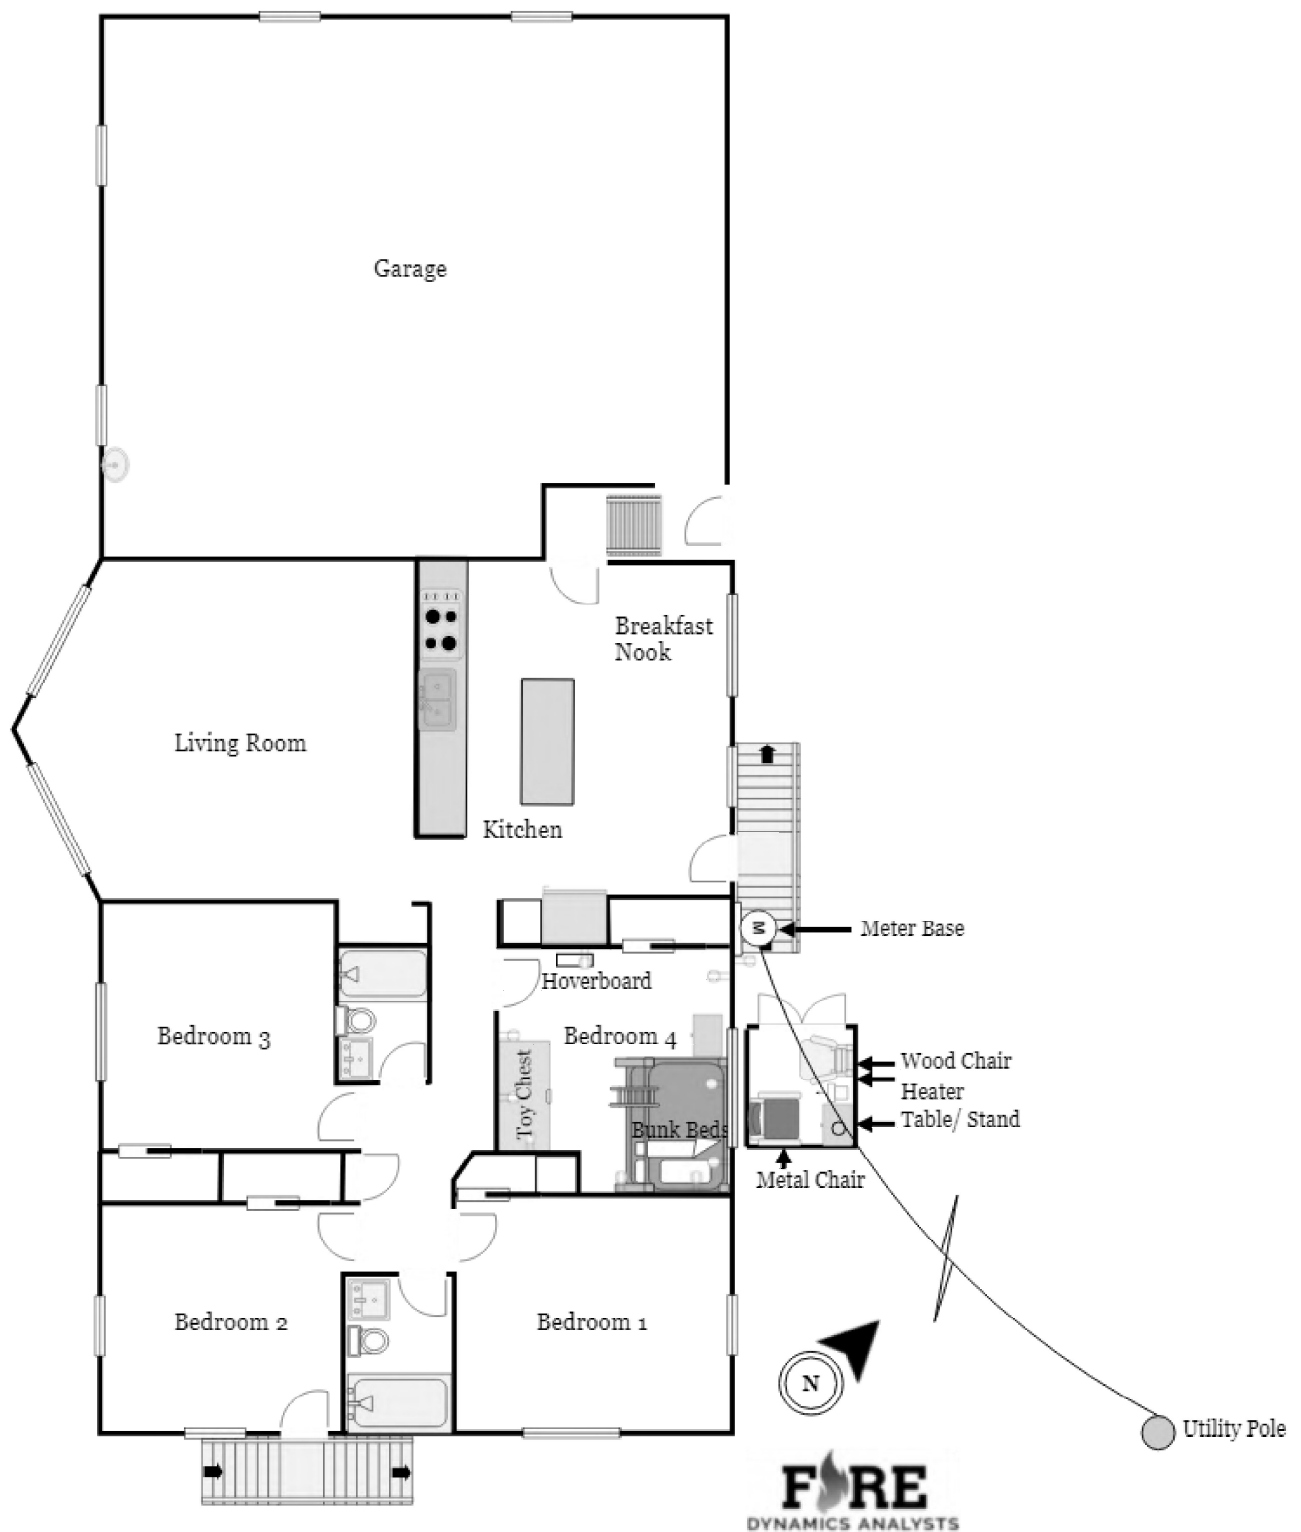 Garage
Breakfast
Nook
Living Room
Kitchen
M
Meter Base
Hoverboard
Bedroom 3
Bedroom 4
Wood Chair
Heater
Toy Chest
Table/ Stand
Bunk Beds
Metal Chair
Bedroom 2
Bedroom 1
N
Utility Pole
FIRE
DYNAMICS ANALYSTS